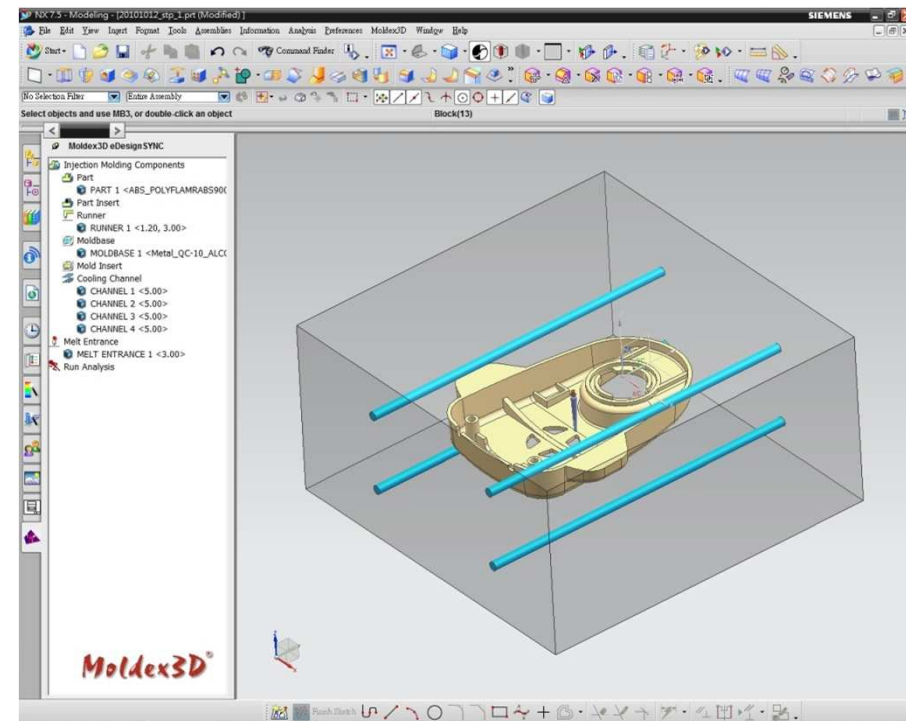 NX 7.5 - Modeling - [20101012_stp_1.prt (Modified) ]
SIEMENS
File Edit View Insert Format Tools Assemblies Information Analysis Preferences Moldex3D Window Help
Start Command Finder
No Selection Filter Entire Assembly
Select objects and use MB3, or double-click an object
Block(13)
Moldex3D eDesignSYNC
Injection Molding Components
Part
PART 1 <ABS_POLYFLAMRABS90(
Part Insert
Runner
RUNNER 1 <1.20, 3.00>
Moldbase
MOLDBASE 1 <Metal_QC-10_ALC(
Mold Insert
Cooling Channel
CHANNEL 1 <5.00>
CHANNEL 2 <5.00>
CHANNEL 3 <5.00>
CHANNEL 4 <5.00>
Melt Entrance
MELT ENTRANCE 1 <3.00>
Run Analysis
Moldex3D
Finish Sketch